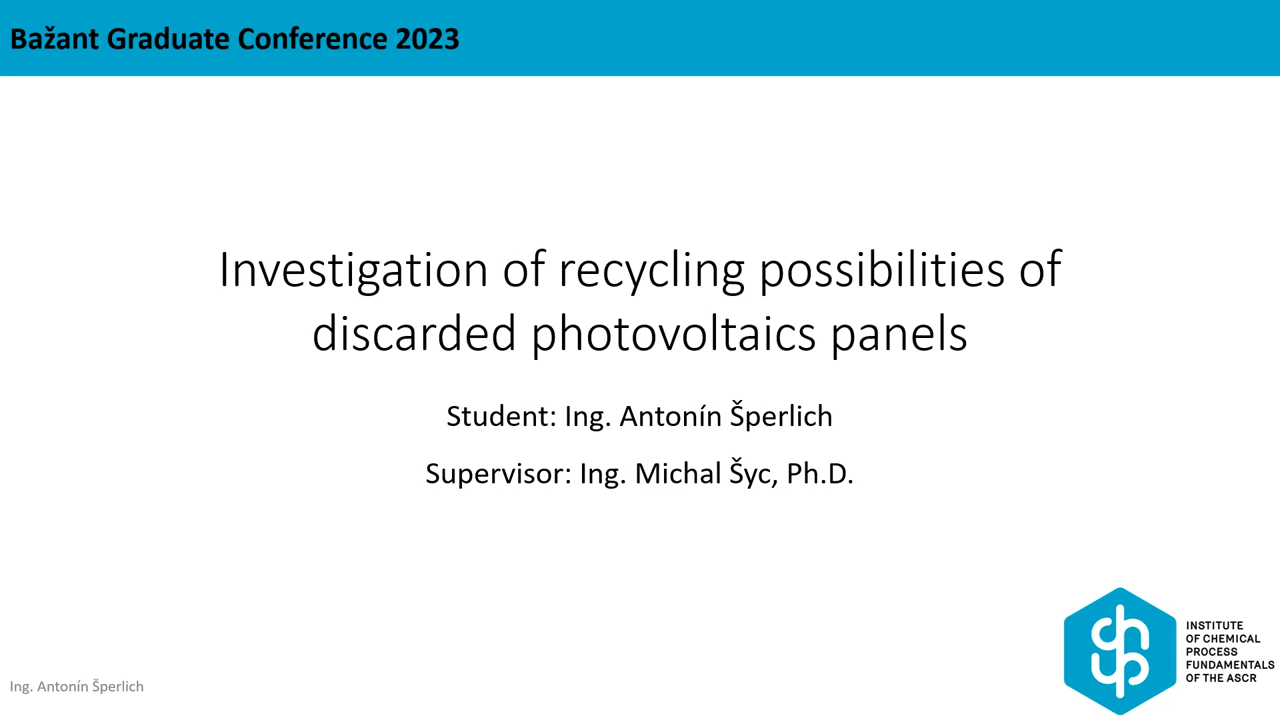 Bažant Graduate Conference 2023
Investigation of recycling possibilities of
discarded photovoltaics panels
Student: Ing. Antonín Šperlich
Supervisor: Ing. Michal Šyc, Ph.D.
INSTITUTE
OF CHEMICAL
PROCESS
FUNDAMENTALS
OF THE ASCR
Ing. Antonín Šperlich